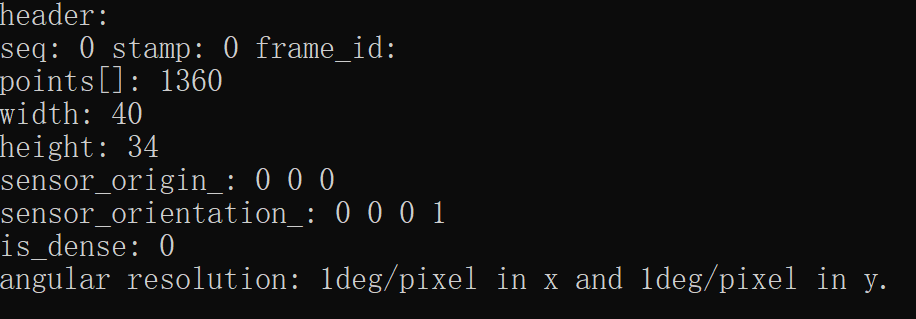 header:
seq: 0 stamp: 0 frame_id:
points[]: 1360
width: 40
height: 34
sensor_origin_: 0 0 0
sensor_orientation_: 0 0 0 1
is_dense: 0
angular resolution: 1deg/pixel in x and 1deg/pixel in y.